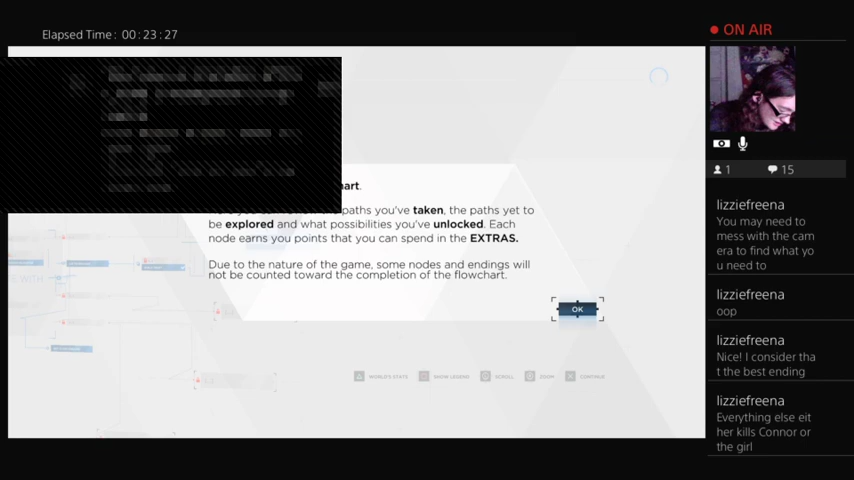 Elapsed Time: 00:23:27
ON AIR
1
15
art.
paths you've taken, the paths yet to
be explored and what possibilities you've unlocked. Each
node earns you points that you can spend in the EXTRAS.
Due to the nature of the game, some nodes and endings will
not be counted toward the completion of the flowchart.
OK
WORLD'S STATE
SHOW LEGEND
SCROLL
ZOOM
CONTINUE
lizziefreena
You may need to
mess with the cam
era to find what yo
u need to
lizziefreena
oop
lizziefreena
Nice! I consider tha
t the best ending
lizziefreena
Everything else eit
her kills Connor or
the girl